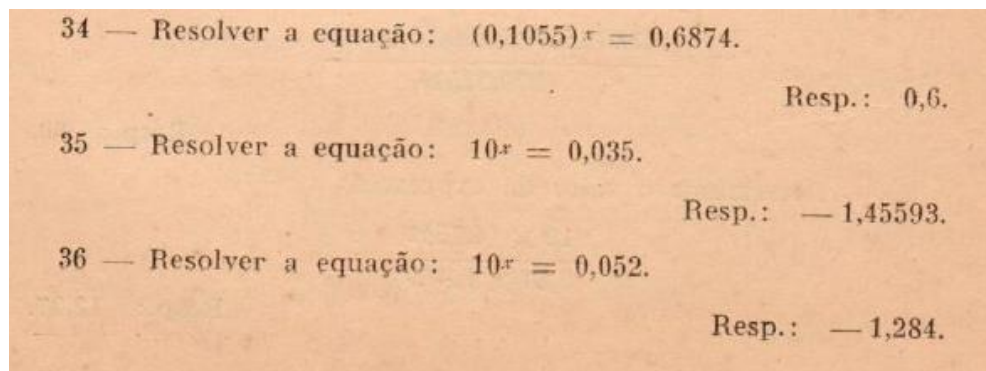 34 — Resolver a equação: (0,1055)ˣ = 0,6874.
Resp.: 0,6.
35 — Resolver a equação: 10ˣ = 0,035.
Resp.: — 1,45593.
36 — Resolver a equação: 10ˣ = 0,052.
Resp.: — 1,284.